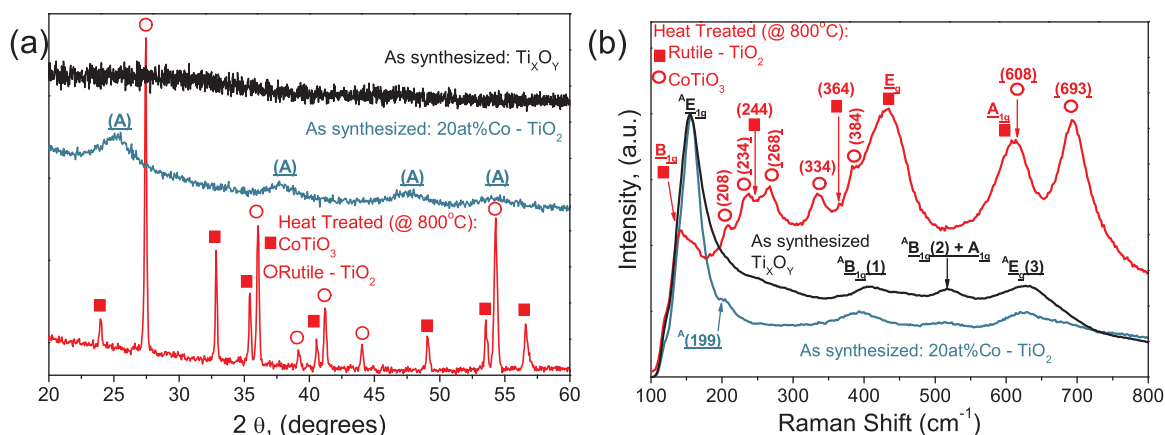 (a)
As synthesized: TiXOY
As synthesized: 20at%Co - TiO2
(A)
(A)
(A)
(A)
Heat Treated (@ 800°C):
CoTiO3
Rutile - TiO2
20 25 30 35 40 45 50 55 60
2 θ, (degrees)
(b)
Heat Treated (@ 800°C):
Rutile - TiO2
CoTiO3
AE1g
B1g
(208)
(234)
(244)
(268)
(334)
(364)
(384)
Eg
A1g
(608)
(693)
As synthesized
TiXOY
AB1g(1)
AB1g(2) + A1g
AEg(3)
A(199)
As synthesized: 20at%Co - TiO2
Intensity, (a.u.)
100 200 300 400 500 600 700 800
Raman Shift (cm-1)